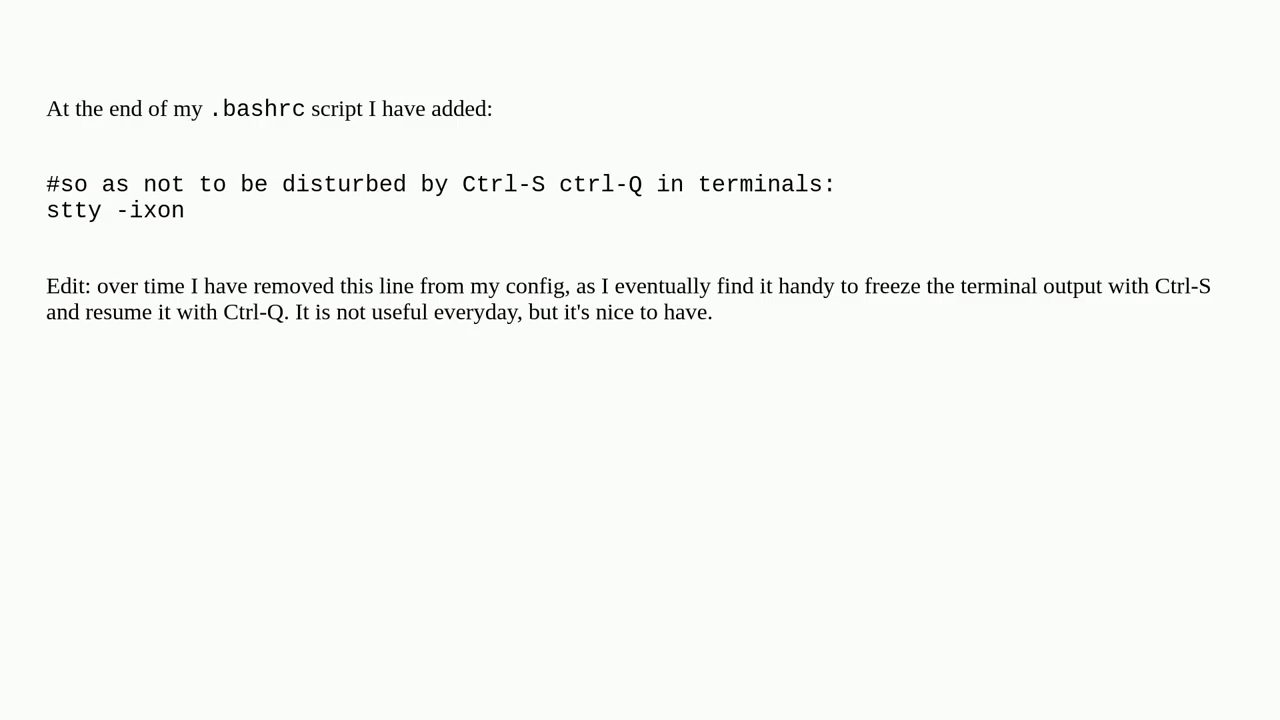 At the end of my .bashrc script I have added:
#so as not to be disturbed by Ctrl-S ctrl-Q in terminals:
stty -ixon
Edit: over time I have removed this line from my config, as I eventually find it handy to freeze the terminal output with Ctrl-S
and resume it with Ctrl-Q. It is not useful everyday, but it's nice to have.